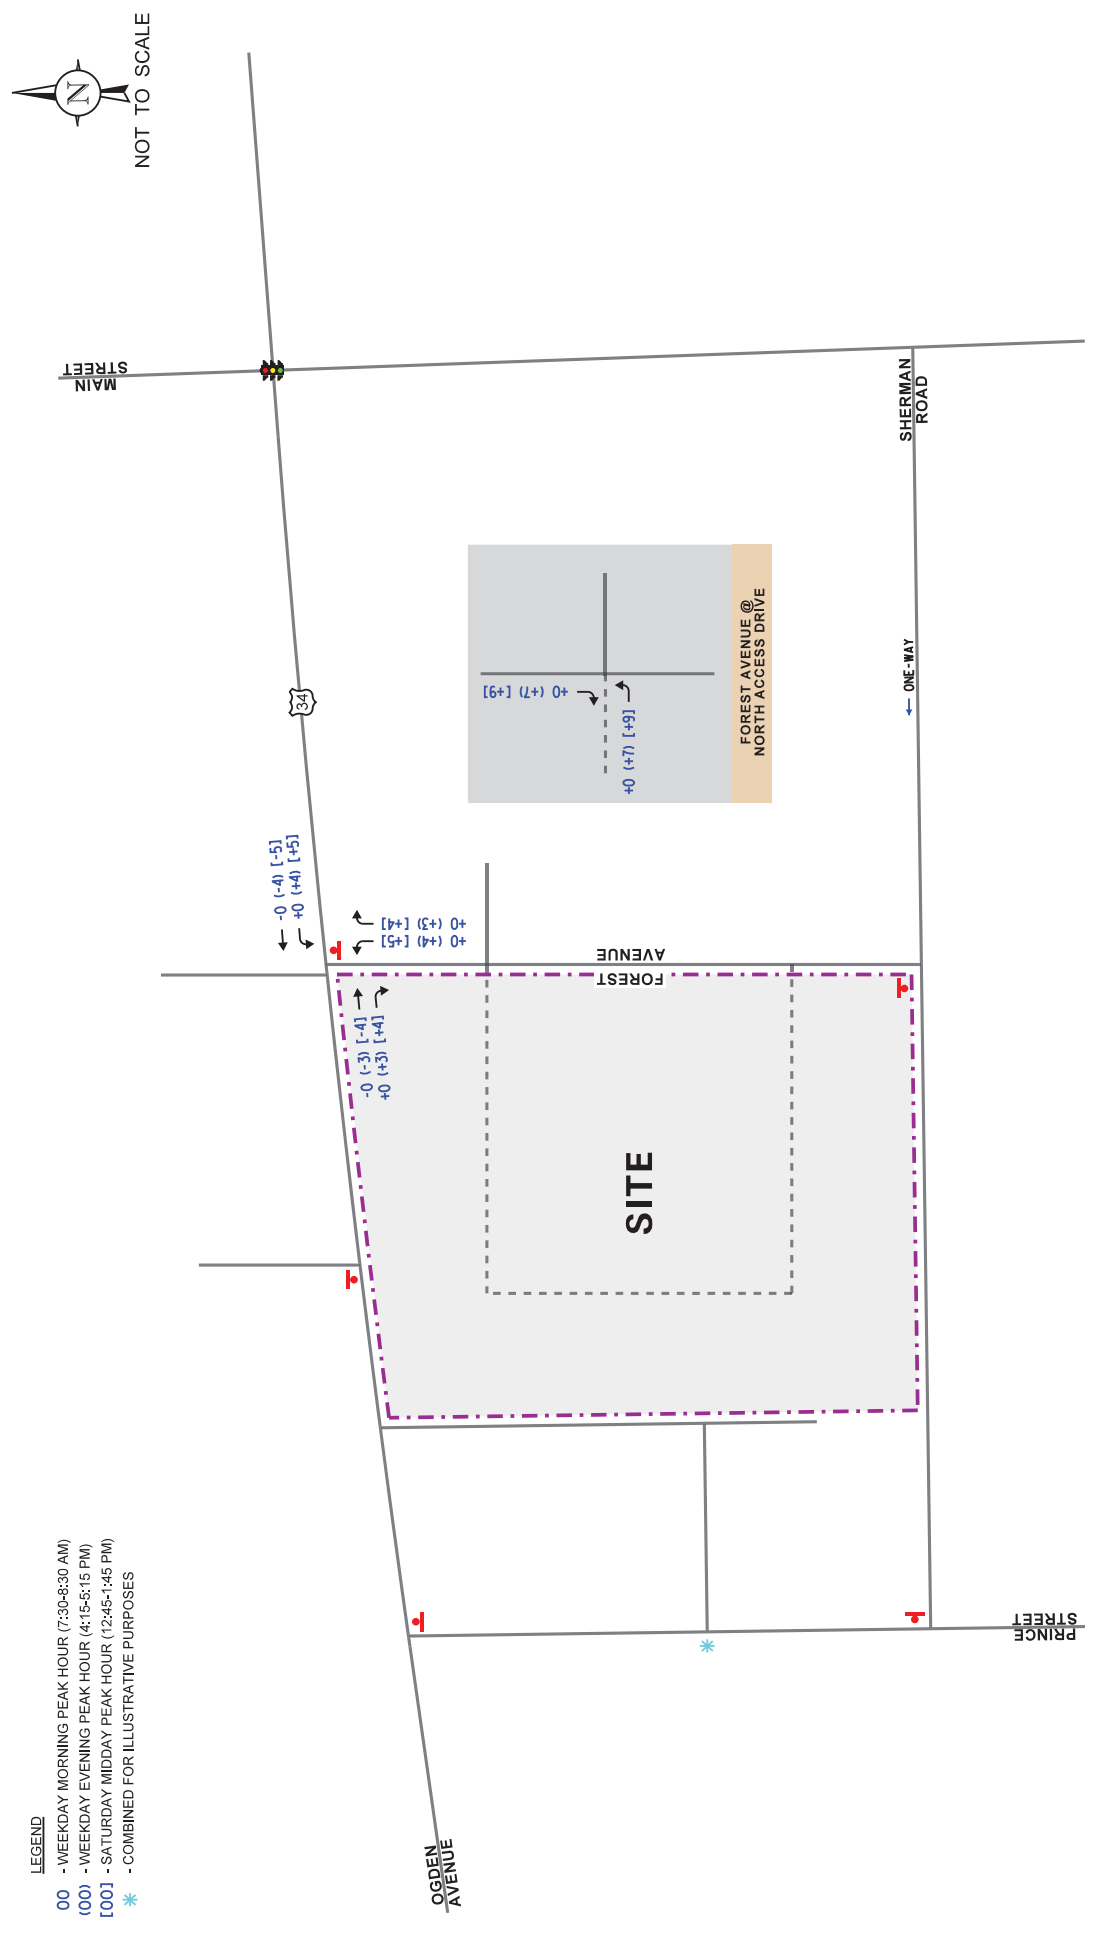 LEGEND
00 - WEEKDAY MORNING PEAK HOUR (7:30-8:30 AM)
(00) - WEEKDAY EVENING PEAK HOUR (4:15-5:15 PM)
[00] - SATURDAY MIDDAY PEAK HOUR (12:45-1:45 PM)
- COMBINED FOR ILLUSTRATIVE PURPOSES
N
NOT TO SCALE
OGDEN
AVENUE
34
MAIN
STREET
-0 (-4) [-5]
+0 (+4) [+5]
-0 (-3) [-4]
+0 (+3) [+4]
+0 (+4) [+5]
+0 (+3) [+4]
+0 (+7) [+9]
+0 (+7) [+9]
FOREST AVENUE @
NORTH ACCESS DRIVE
FOREST
AVENUE
SITE
ONE-WAY
SHERMAN
ROAD
PRINCE
STREET